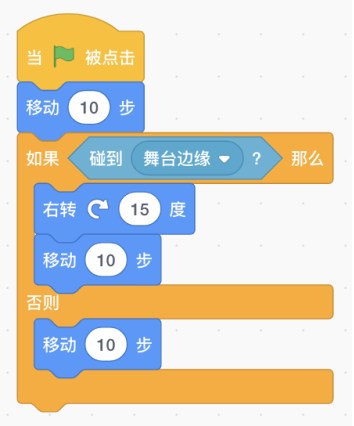 当 被点击
移动 10 步
如果 碰到 舞台边缘 ? 那么
右转 15 度
移动 10 步
否则
移动 10 步